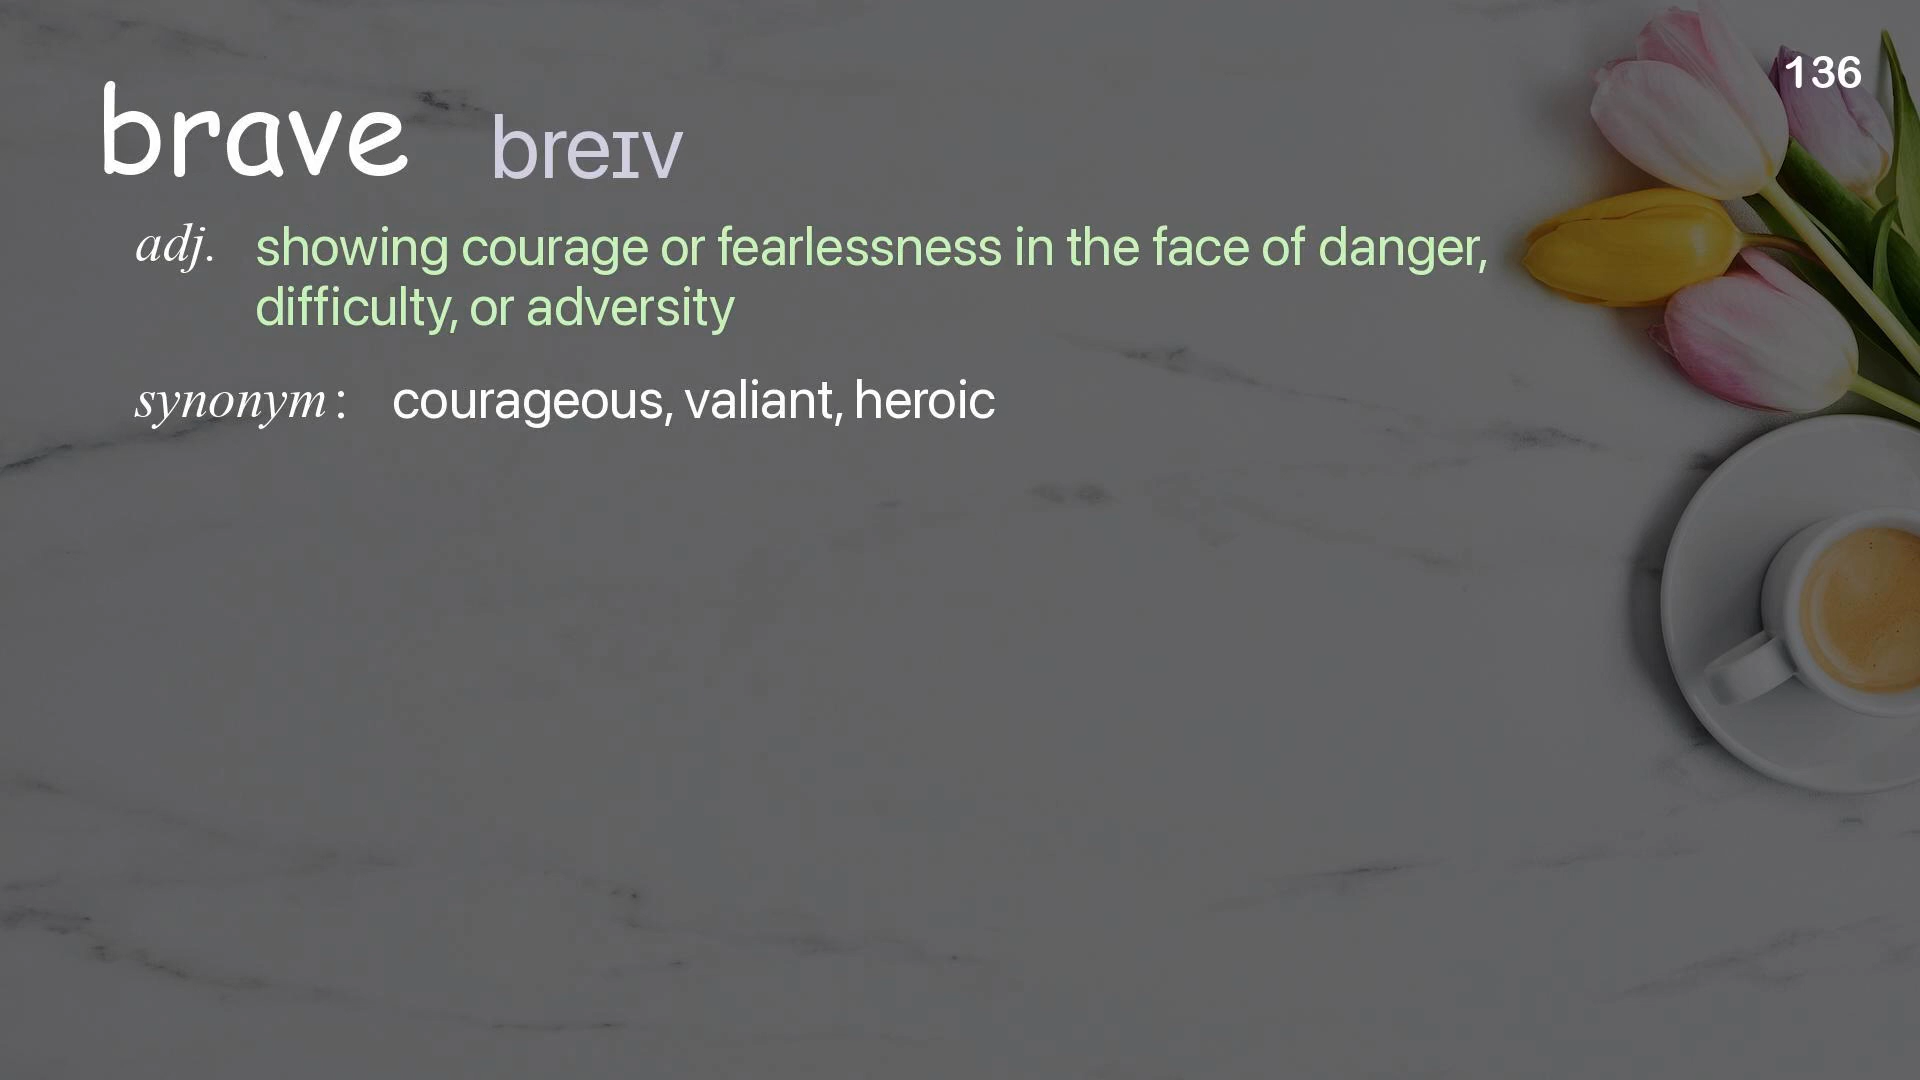 136
brave breɪv
adj. showing courage or fearlessness in the face of danger,
difficulty, or adversity
synonym : courageous, valiant, heroic